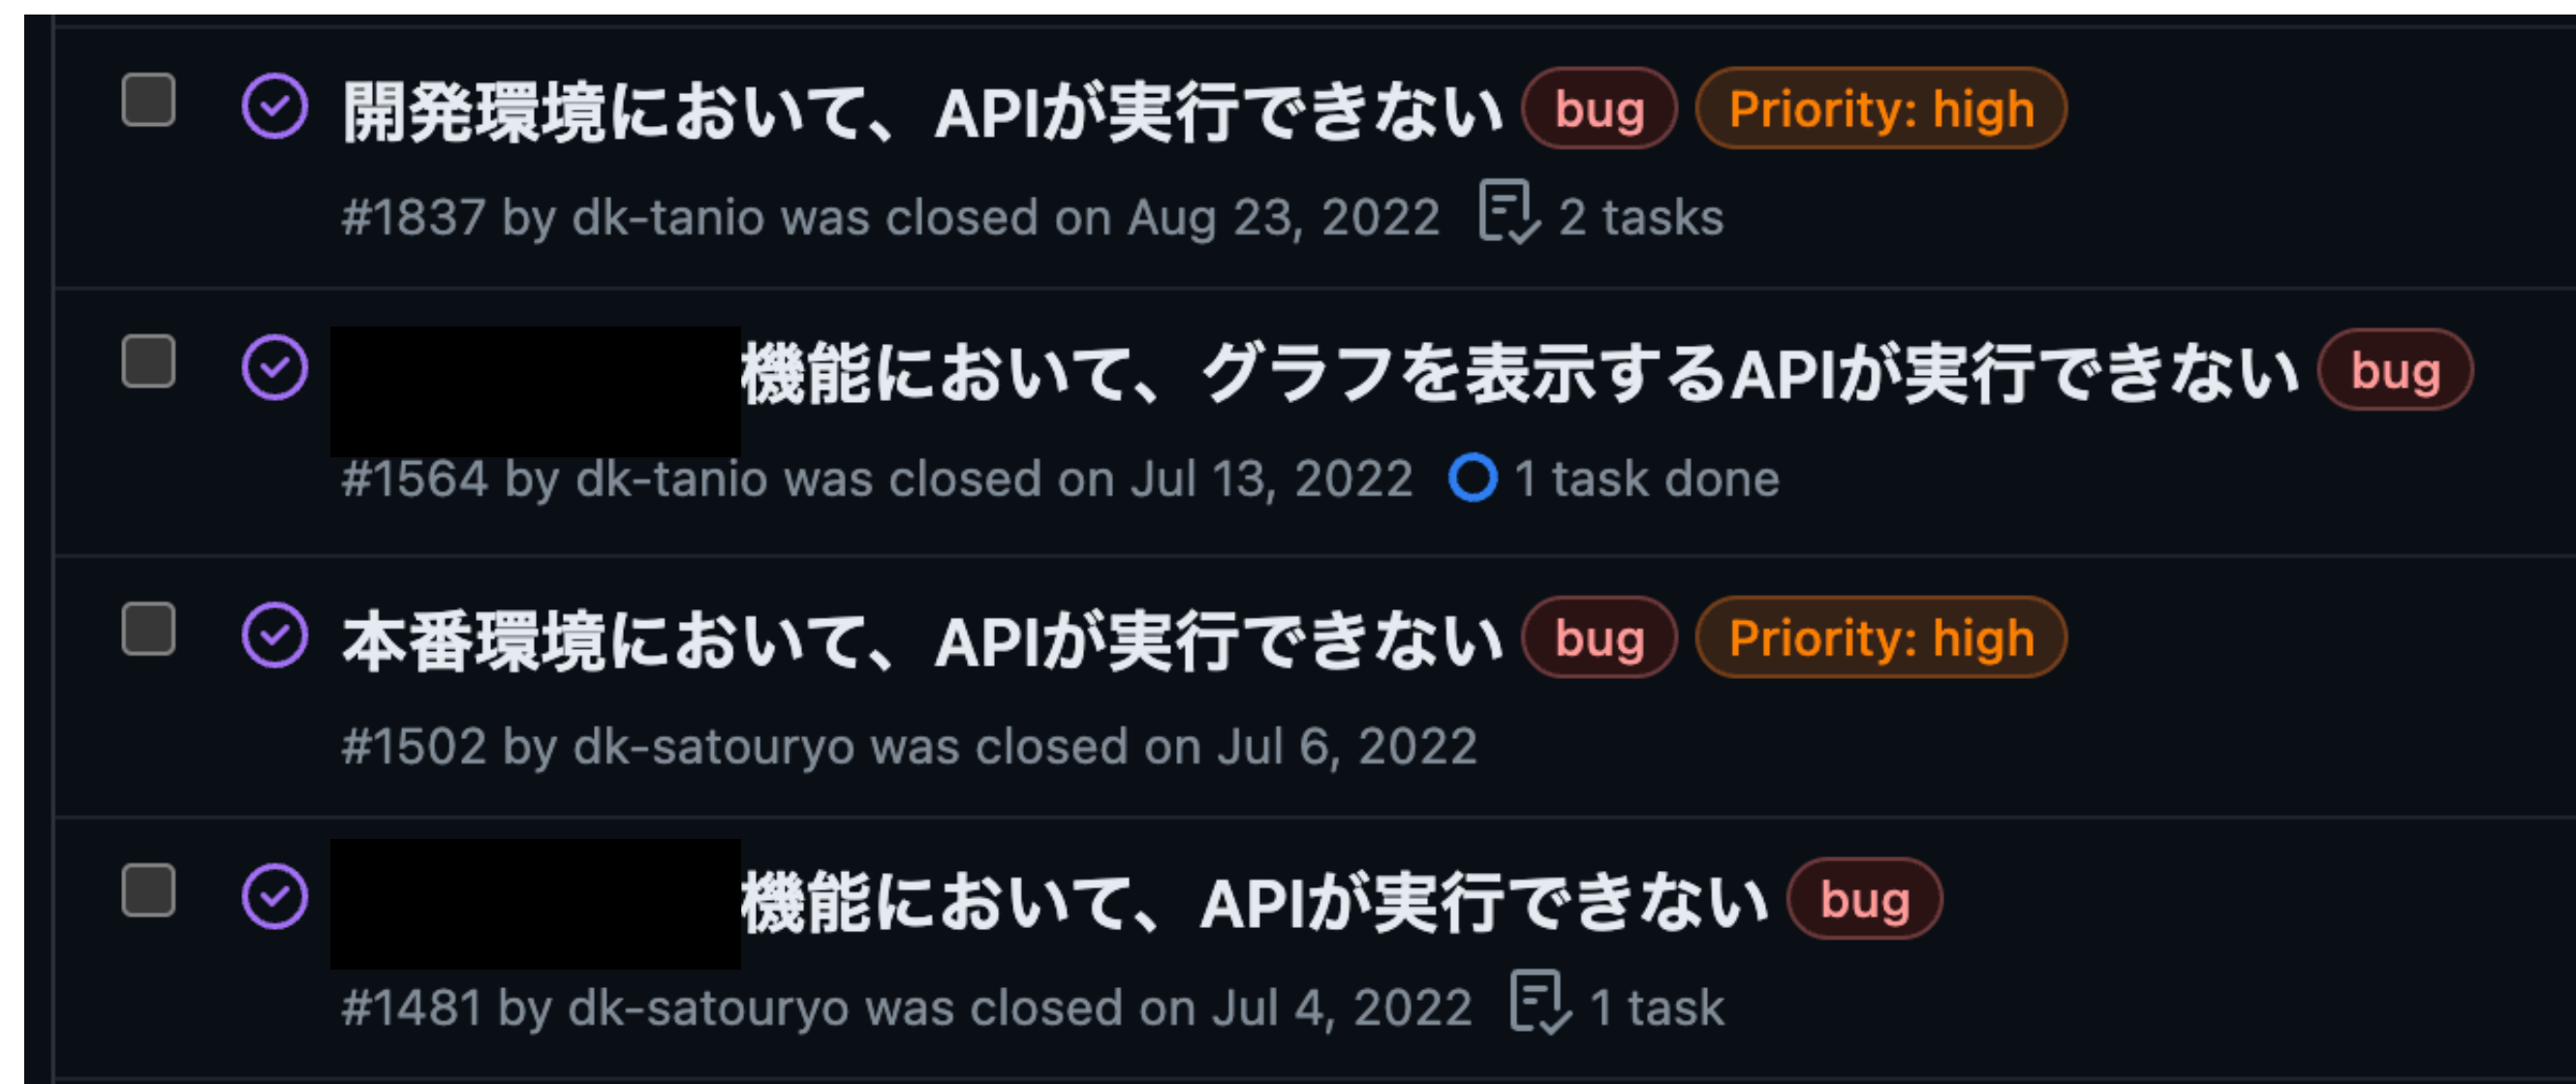 開発環境において、APIが実行できない bug Priority: high
#1837 by dk-tanio was closed on Aug 23, 2022 2 tasks
機能において、グラフを表示するAPIが実行できない bug
#1564 by dk-tanio was closed on Jul 13, 2022 1 task done
本番環境において、APIが実行できない bug Priority: high
#1502 by dk-satouryo was closed on Jul 6, 2022
機能において、APIが実行できない bug
#1481 by dk-satouryo was closed on Jul 4, 2022 1 task